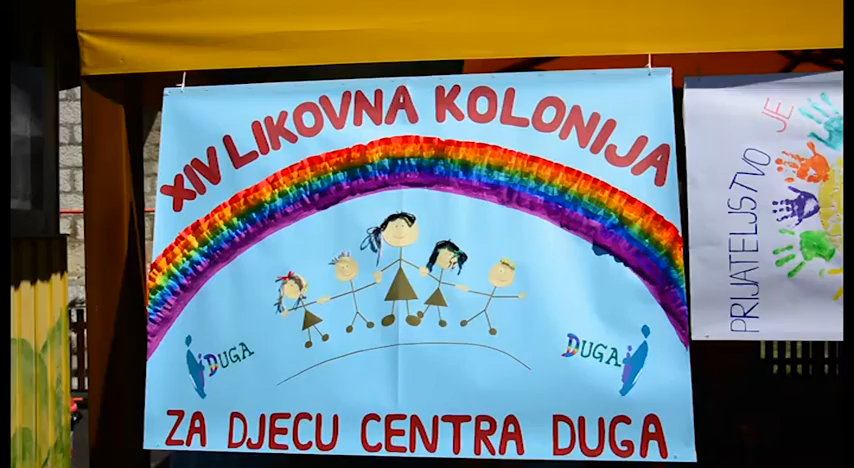 XIV LIKOVNA KOLONIJA
DUGA
DUGA
ZA DJECU CENTRA DUGA
PRIJATELJSTVO JE